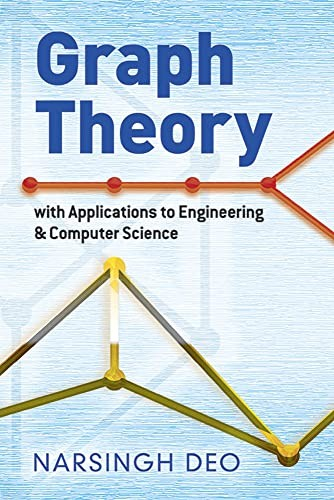 Graph
Theory
with Applications to Engineering
& Computer Science
NARSINGH DEO